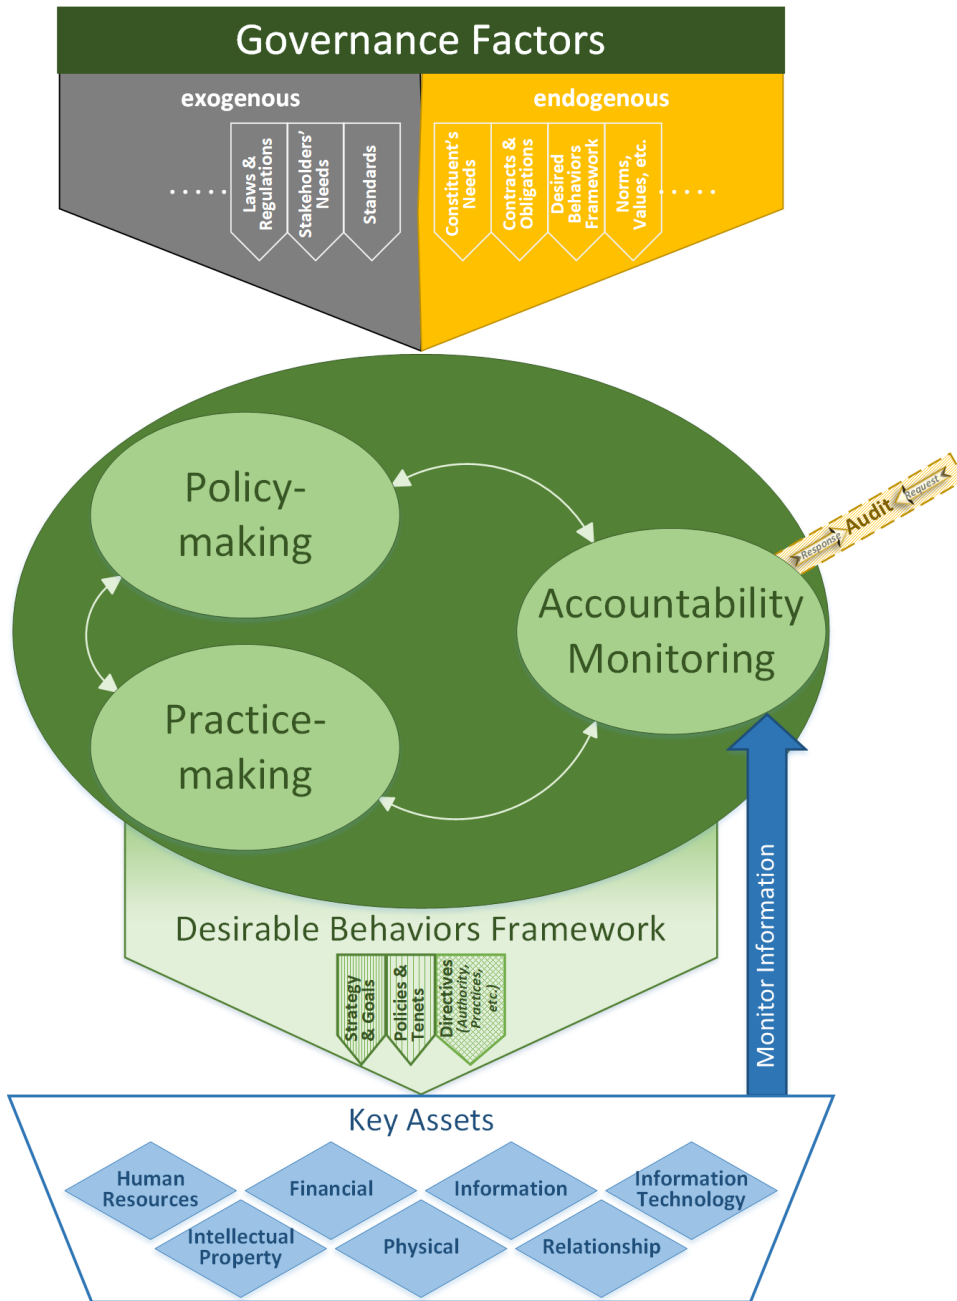 Governance Factors
exogenous
endogenous
Laws &
Regulations
Stakeholders'
Needs
Standards
Constituent's
Needs
Contracts &
Obligations
Desired
Behaviors
Framework
Norms,
Values, etc.
Policy-
making
Accountability
Monitoring
Practice-
making
Response
Audit
Request
Desirable Behaviors Framework
Strategy
& Goals
Policies &
Tenets
Directives
(Authority,
Practices,
etc.)
Monitor Information
Key Assets
Human
Resources
Financial
Information
Information
Technology
Intellectual
Property
Physical
Relationship